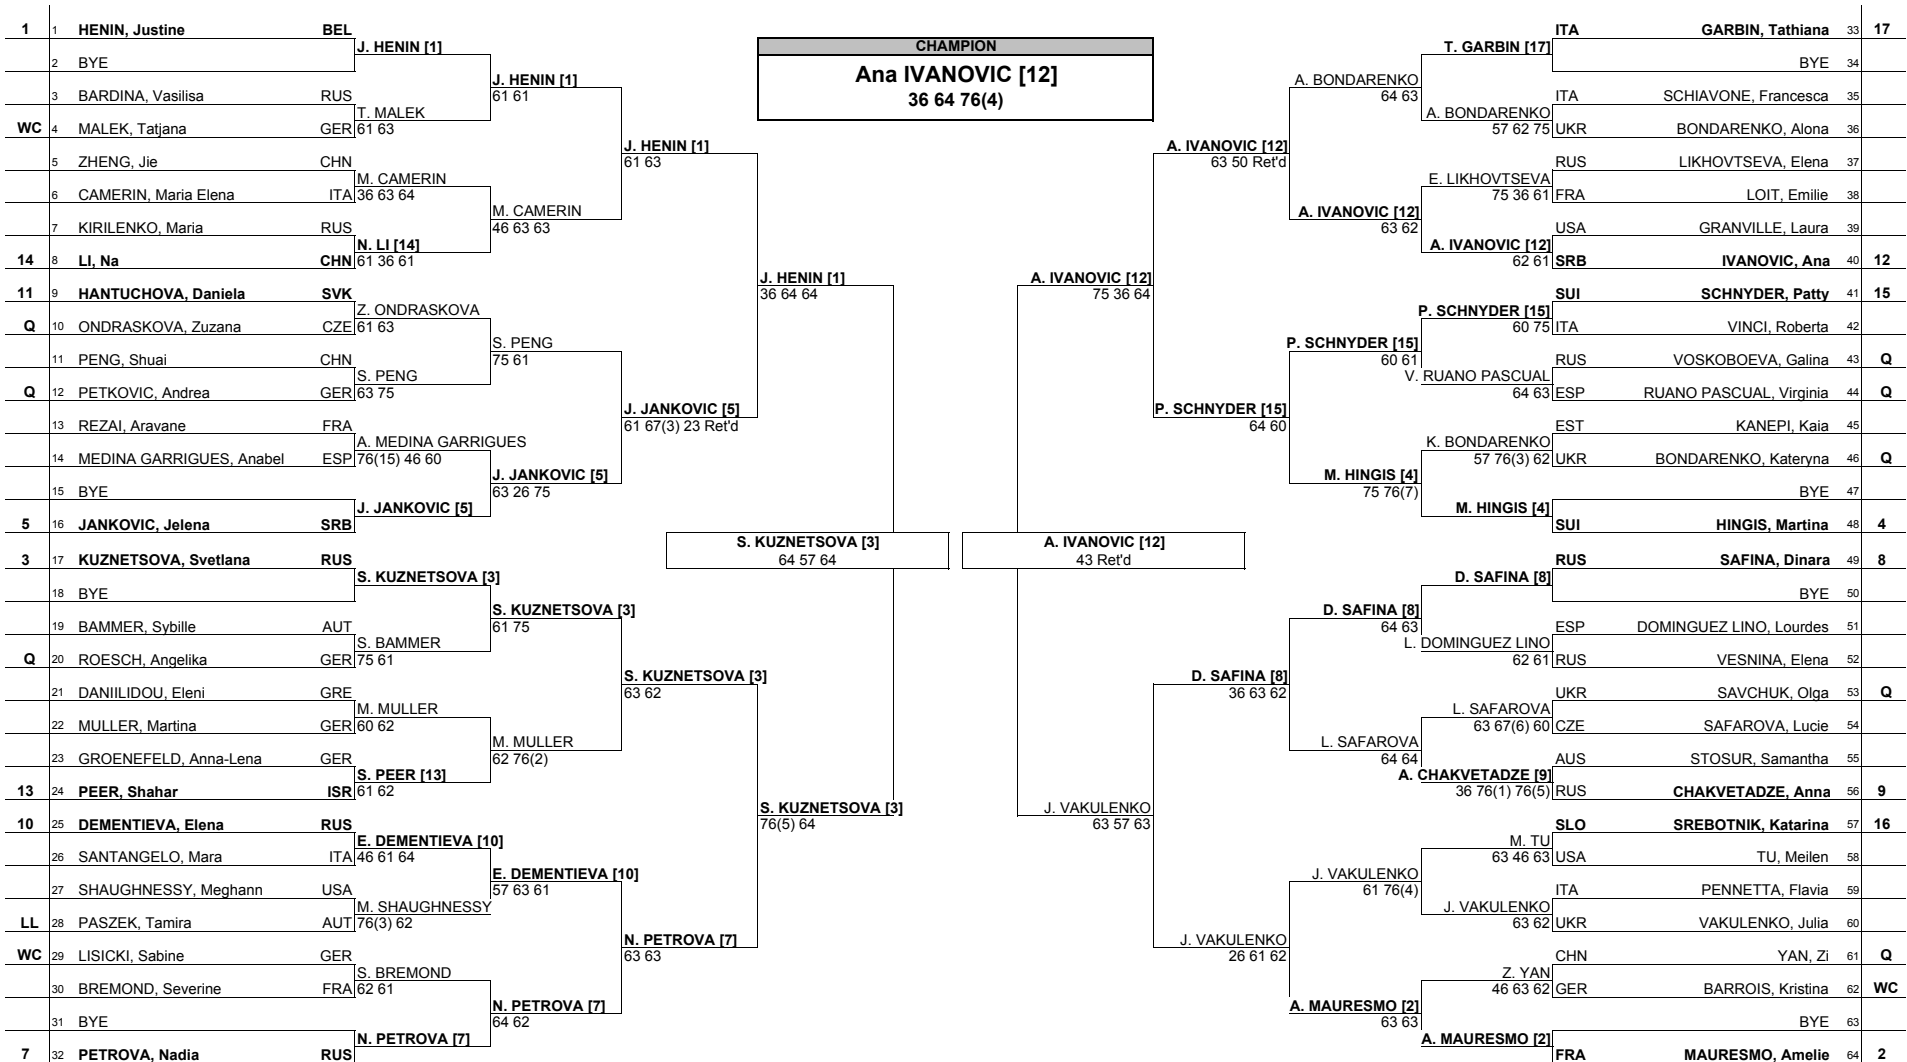 1 1 HENIN, Justine BEL
2 BYE
3 BARDINA, Vasilisa RUS
WC 4 MALEK, Tatjana GER
5 ZHENG, Jie CHN
6 CAMERIN, Maria Elena ITA
7 KIRILENKO, Maria RUS
14 8 LI, Na CHN
11 9 HANTUCHOVA, Daniela SVK
Q 10 ONDRASKOVA, Zuzana CZE
11 PENG, Shuai CHN
Q 12 PETKOVIC, Andrea GER
13 REZAI, Aravane FRA
14 MEDINA GARRIGUES, Anabel ESP
15 BYE
5 16 JANKOVIC, Jelena SRB
3 17 KUZNETSOVA, Svetlana RUS
18 BYE
19 BAMMER, Sybille AUT
Q 20 ROESCH, Angelika GER
21 DANIILIDOU, Eleni GRE
22 MULLER, Martina GER
23 GROENEFELD, Anna-Lena GER
13 24 PEER, Shahar ISR
10 25 DEMENTIEVA, Elena RUS
26 SANTANGELO, Mara ITA
27 SHAUGHNESSY, Meghann USA
LL 28 PASZEK, Tamira AUT
WC 29 LISICKI, Sabine GER
30 BREMOND, Severine FRA
31 BYE
7 32 PETROVA, Nadia RUS
J. HENIN [1]
T. MALEK
61 63
M. CAMERIN
36 63 64
N. LI [14]
61 36 61
Z. ONDRASKOVA
61 63
S. PENG
63 75
A. MEDINA GARRIGUES
76(15) 46 60
J. JANKOVIC [5]
S. KUZNETSOVA [3]
S. BAMMER
75 61
M. MULLER
60 62
S. PEER [13]
61 62
E. DEMENTIEVA [10]
46 61 64
M. SHAUGHNESSY
76(3) 62
S. BREMOND
62 61
N. PETROVA [7]
J. HENIN [1]
61 61
M. CAMERIN
46 63 63
S. PENG
75 61
J. JANKOVIC [5]
63 26 75
S. KUZNETSOVA [3]
61 75
M. MULLER
62 76(2)
E. DEMENTIEVA [10]
57 63 61
N. PETROVA [7]
64 62
J. HENIN [1]
61 63
J. JANKOVIC [5]
61 67(3) 23 Ret'd
S. KUZNETSOVA [3]
63 62
N. PETROVA [7]
63 63
J. HENIN [1]
36 64 64
S. KUZNETSOVA [3]
76(5) 64
S. KUZNETSOVA [3]
64 57 64
CHAMPION
Ana IVANOVIC [12]
36 64 76(4)
A. IVANOVIC [12]
43 Ret'd
A. IVANOVIC [12]
75 36 64
J. VAKULENKO
63 57 63
A. IVANOVIC [12]
63 50 Ret'd
P. SCHNYDER [15]
64 60
D. SAFINA [8]
36 63 62
J. VAKULENKO
26 61 62
A. BONDARENKO
64 63
A. IVANOVIC [12]
63 62
P. SCHNYDER [15]
60 61
M. HINGIS [4]
75 76(7)
D. SAFINA [8]
64 63
L. SAFAROVA
64 64
J. VAKULENKO
61 76(4)
A. MAURESMO [2]
63 63
T. GARBIN [17]
A. BONDARENKO
57 62 75
E. LIKHOVTSEVA
75 36 61
A. IVANOVIC [12]
62 61
P. SCHNYDER [15]
60 75
V. RUANO PASCUAL
64 63
K. BONDARENKO
57 76(3) 62
M. HINGIS [4]
D. SAFINA [8]
L. DOMINGUEZ LINO
62 61
L. SAFAROVA
63 67(6) 60
A. CHAKVETADZE [9]
36 76(1) 76(5)
M. TU
63 46 63
J. VAKULENKO
63 62
Z. YAN
46 63 62
A. MAURESMO [2]
ITA GARBIN, Tathiana 33 17
BYE 34
ITA SCHIAVONE, Francesca 35
UKR BONDARENKO, Alona 36
RUS LIKHOVTSEVA, Elena 37
FRA LOIT, Emilie 38
USA GRANVILLE, Laura 39
SRB IVANOVIC, Ana 40 12
SUI SCHNYDER, Patty 41 15
ITA VINCI, Roberta 42
RUS VOSKOBOEVA, Galina 43 Q
ESP RUANO PASCUAL, Virginia 44 Q
EST KANEPI, Kaia 45
UKR BONDARENKO, Kateryna 46 Q
BYE 47
SUI HINGIS, Martina 48 4
RUS SAFINA, Dinara 49 8
BYE 50
ESP DOMINGUEZ LINO, Lourdes 51
RUS VESNINA, Elena 52
UKR SAVCHUK, Olga 53 Q
CZE SAFAROVA, Lucie 54
AUS STOSUR, Samantha 55
RUS CHAKVETADZE, Anna 56 9
SLO SREBOTNIK, Katarina 57 16
USA TU, Meilen 58
ITA PENNETTA, Flavia 59
UKR VAKULENKO, Julia 60
CHN YAN, Zi 61 Q
GER BARROIS, Kristina 62 WC
BYE 63
FRA MAURESMO, Amelie 64 2